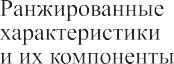 Ранжированные
характеристики
и их компоненты